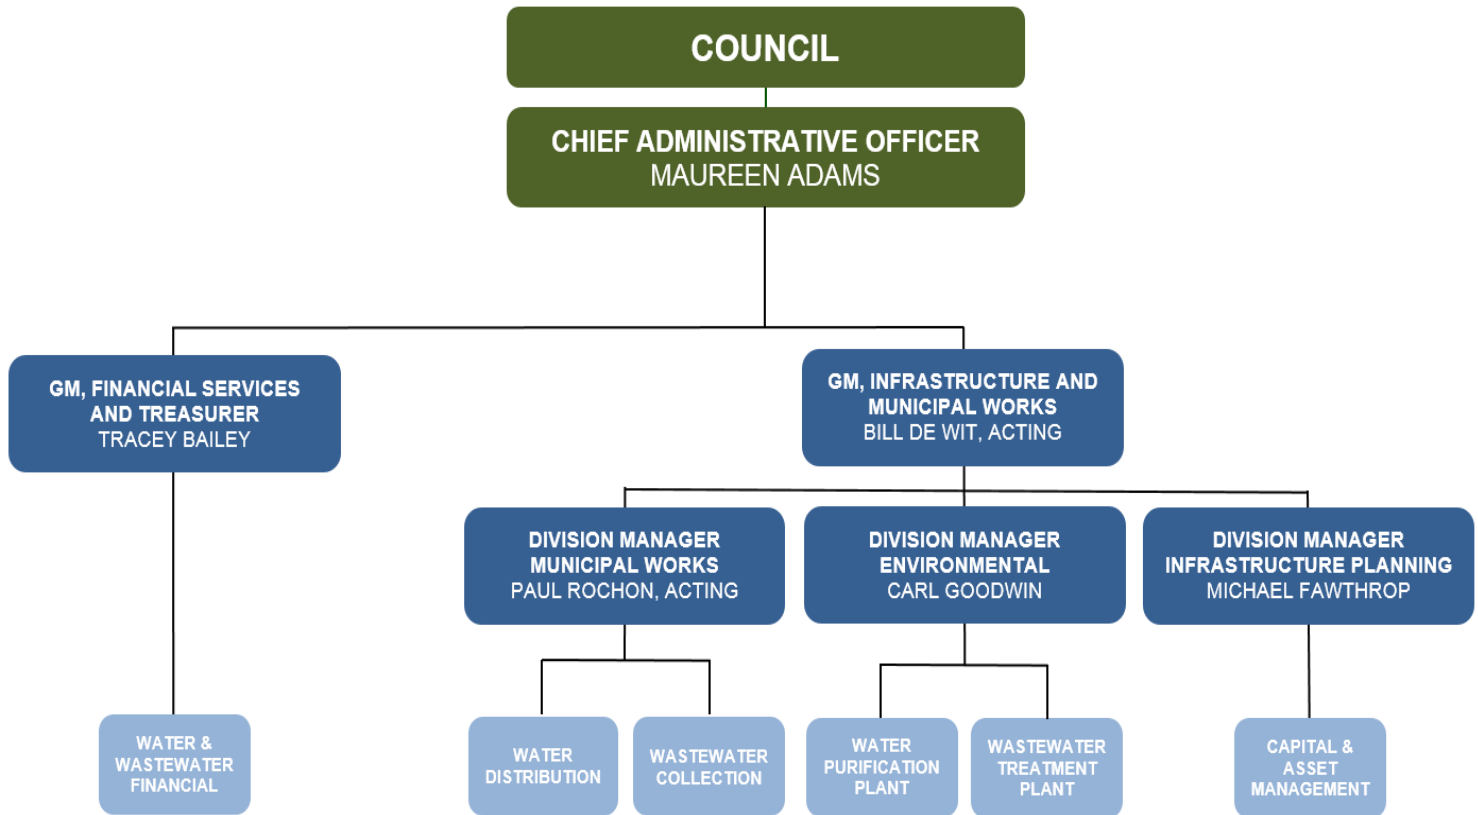 COUNCIL
CHIEF ADMINISTRATIVE OFFICER
MAUREEN ADAMS
GM, FINANCIAL SERVICES
AND TREASURER
TRACEY BAILEY
GM, INFRASTRUCTURE AND
MUNICIPAL WORKS
BILL DE WIT, ACTING
DIVISION MANAGER
MUNICIPAL WORKS
PAUL ROCHON, ACTING
DIVISION MANAGER
ENVIRONMENTAL
CARL GOODWIN
DIVISION MANAGER
INFRASTRUCTURE PLANNING
MICHAEL FAWTHROP
WATER &
WASTEWATER
FINANCIAL
WATER
DISTRIBUTION
WASTEWATER
COLLECTION
WATER
PURIFICATION
PLANT
WASTEWATER
TREATMENT
PLANT
CAPITAL &
ASSET
MANAGEMENT